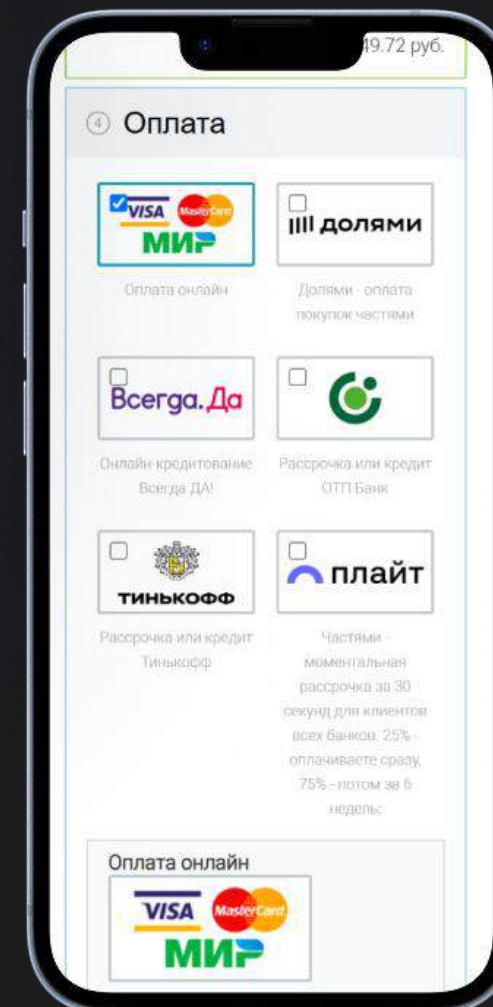 49.72 руб.
4 Оплата
VISA MasterCard
МИР
Оплата онлайн
долями
Долями - оплата
покупок частями
Всегда.Да
Онлайн-кредитование
Всегда ДА!
Рассрочка или кредит
ОТП Банк
ТИНЬКОФФ
Рассрочка или кредит
Тинькофф
плайт
Частями -
моментальная
рассрочка за 30
секунд для клиентов
всех банков. 25% -
оплачиваете сразу,
75% - потом за 6
недель:
Оплата онлайн
VISA MasterCard
МИР